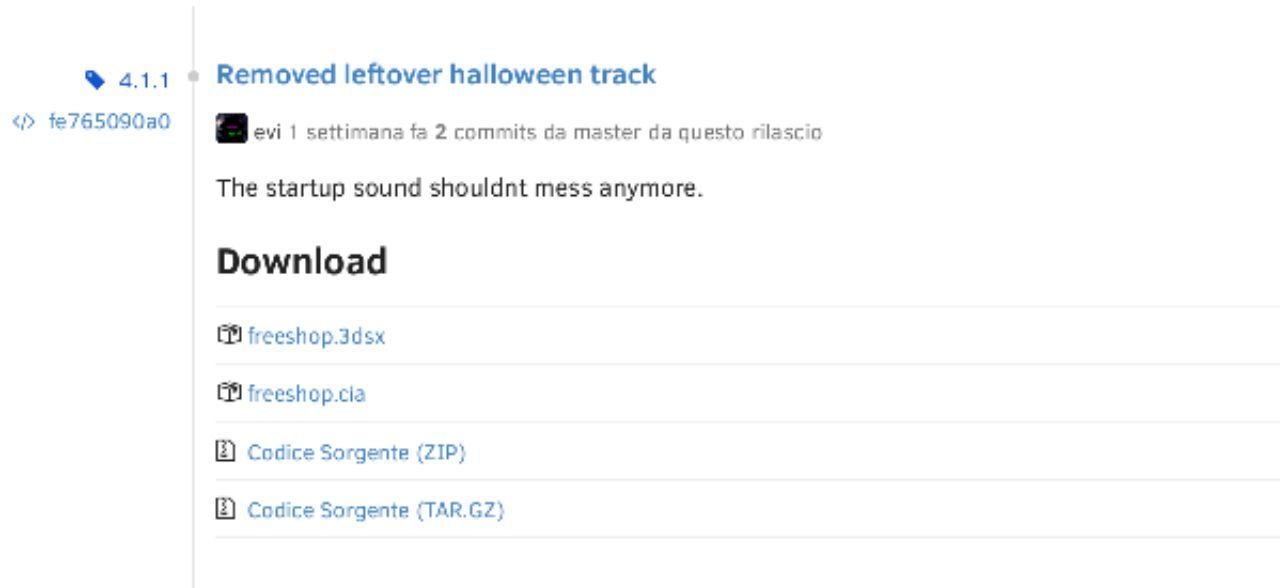 4.1.1
Removed leftover halloween track
fe765090a0
evi 1 settimana fa 2 commits da master da questo rilascio
The startup sound shouldnt mess anymore.
Download
freeshop.3dsx
freeshop.cia
Codice Sorgente (ZIP)
Codice Sorgente (TAR.GZ)